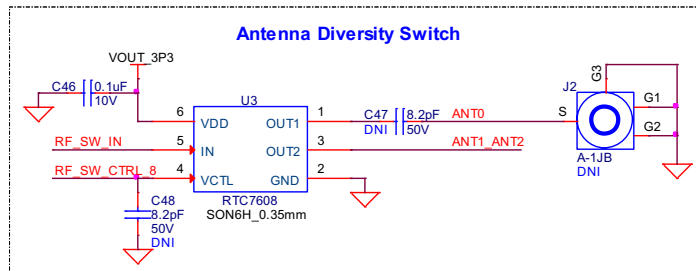 Antenna Diversity Switch
VOUT_3P3
C46
0.1uF
10V
U3
6
VDD
OUT1
1
C47
8.2pF
DNI
50V
ANT0
S
J2
G3
G1
G2
A-1JB
DNI
RF_SW_IN
5
IN
OUT2
3
ANT1_ANT2
RF_SW_CTRL_8
4
VCTL
GND
2
RTC7608
SON6H_0.35mm
C48
8.2pF
50V
DNI